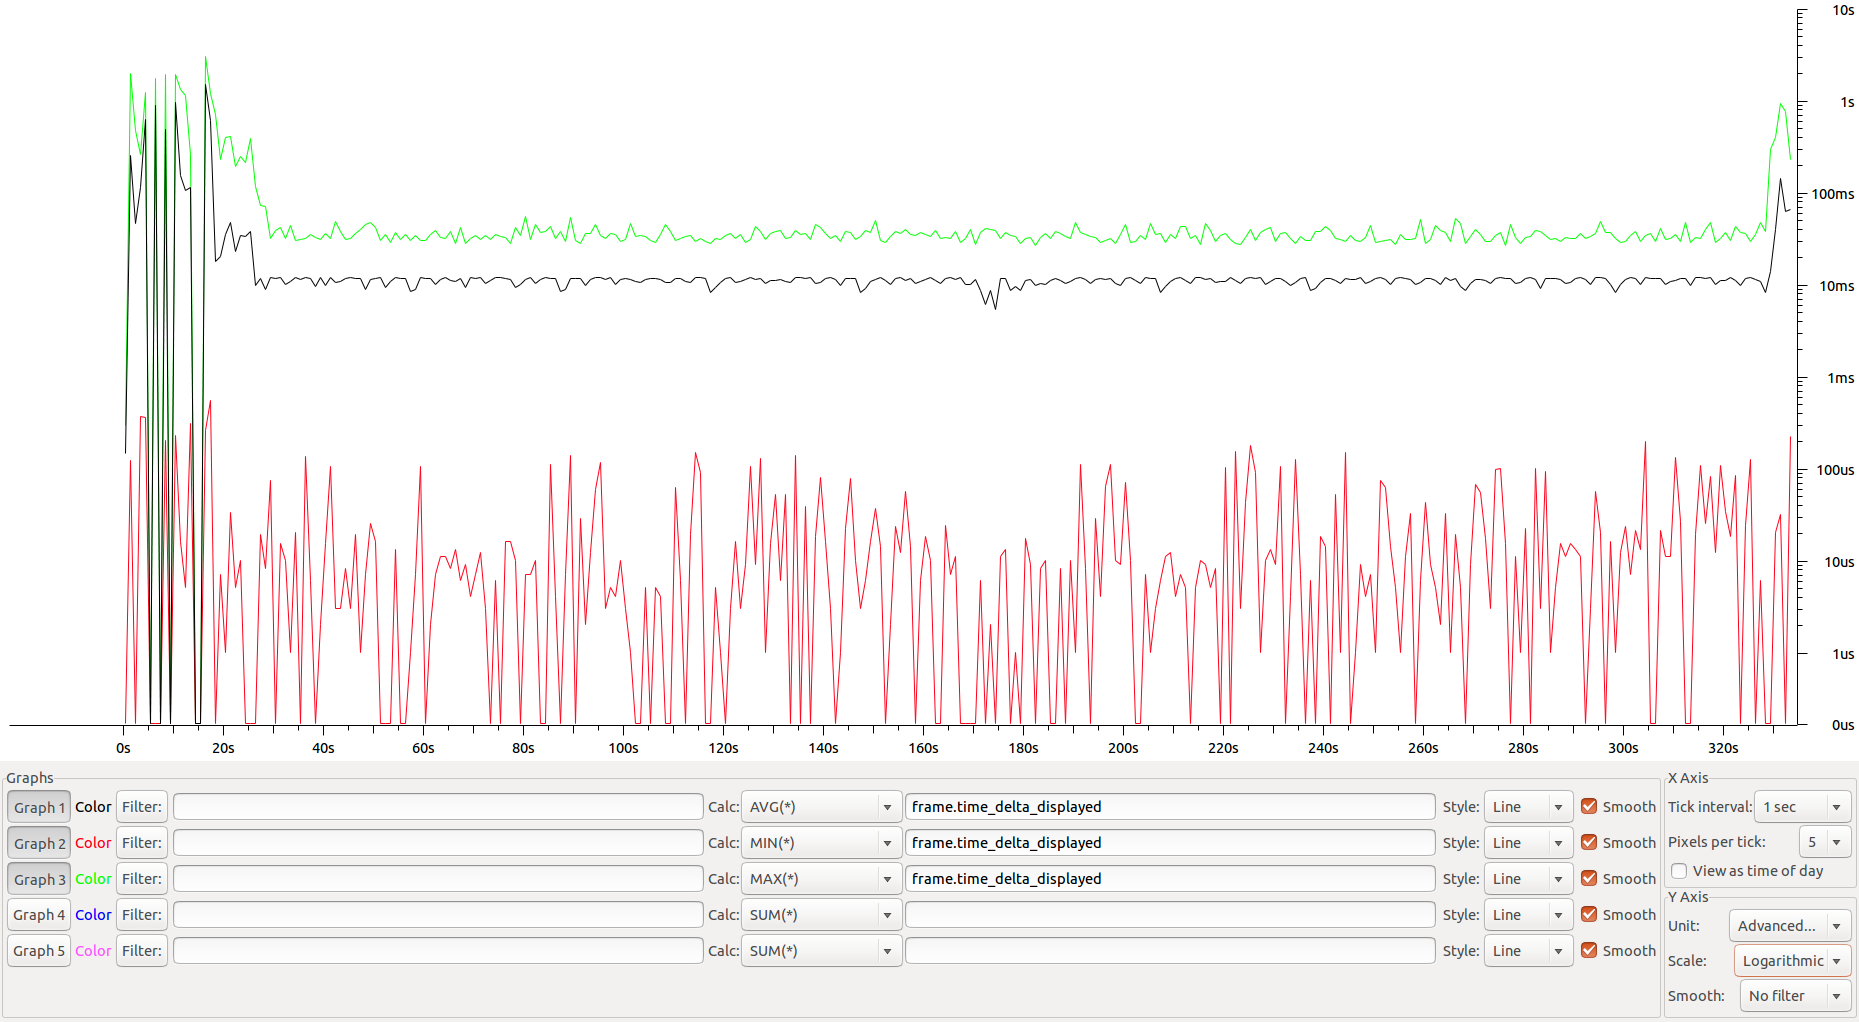 10s
1s
100ms
10ms
1ms
100us
10us
1us
0us
0s 20s 40s 60s 80s 100s 120s 140s 160s 180s 200s 220s 240s 260s 280s 300s 320s
Graphs
Graph 1 Color Filter: Calc: AVG(*) frame.time_delta_displayed Style: Line Smooth
Graph 2 Color Filter: Calc: MIN(*) frame.time_delta_displayed Style: Line Smooth
Graph 3 Color Filter: Calc: MAX(*) frame.time_delta_displayed Style: Line Smooth
Graph 4 Color Filter: Calc: SUM(*) Style: Line Smooth
Graph 5 Color Filter: Calc: SUM(*) Style: Line Smooth
X Axis
Tick interval: 1 sec
Pixels per tick: 5
View as time of day
Y Axis
Unit: Advanced...
Scale: Logarithmic
Smooth: No filter